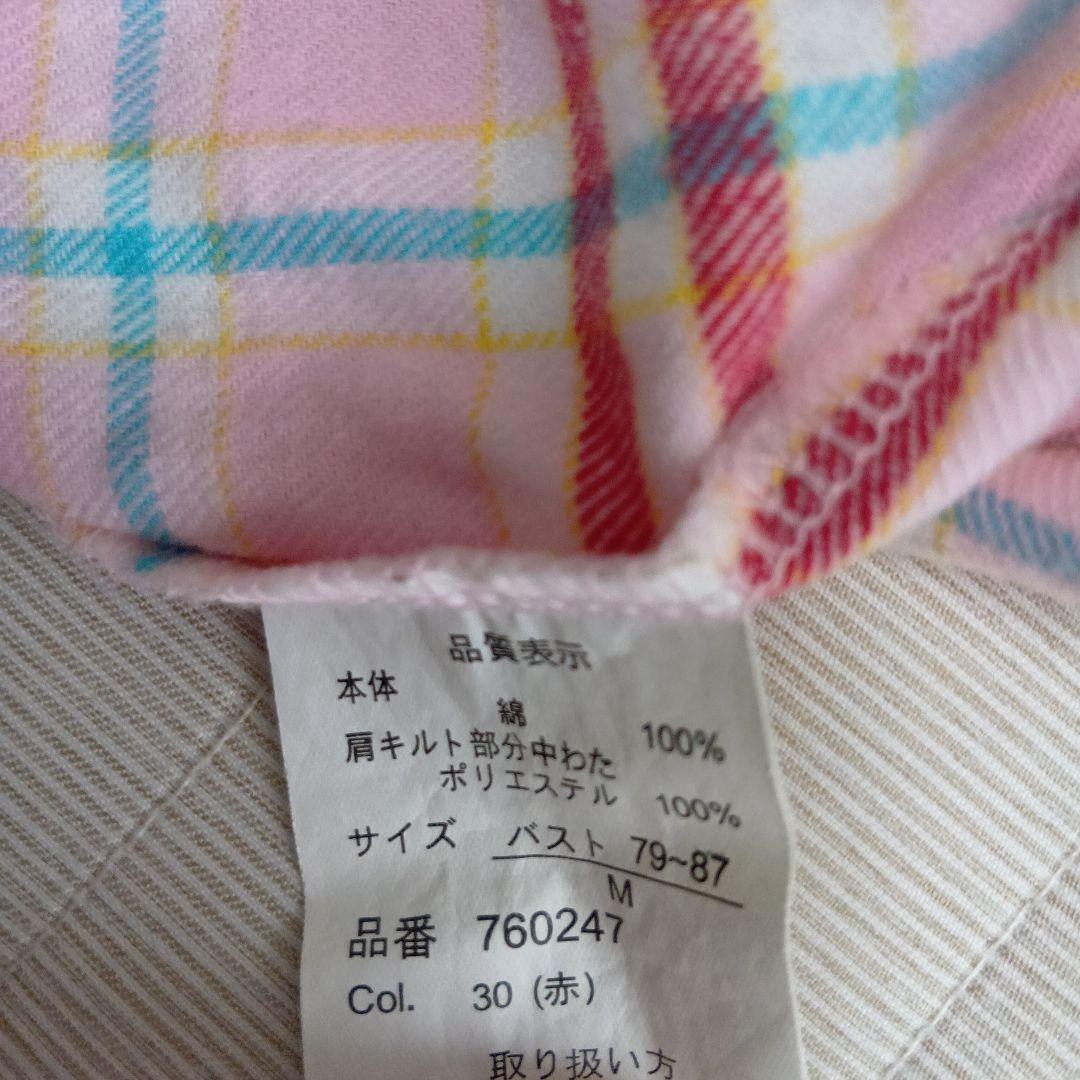 品質表示
本体
綿 100%
肩キルト部分中わた
ポリエステル 100%
サイズ バスト 79~87
M
品番 760247
Col. 30 (赤)
取り扱い方